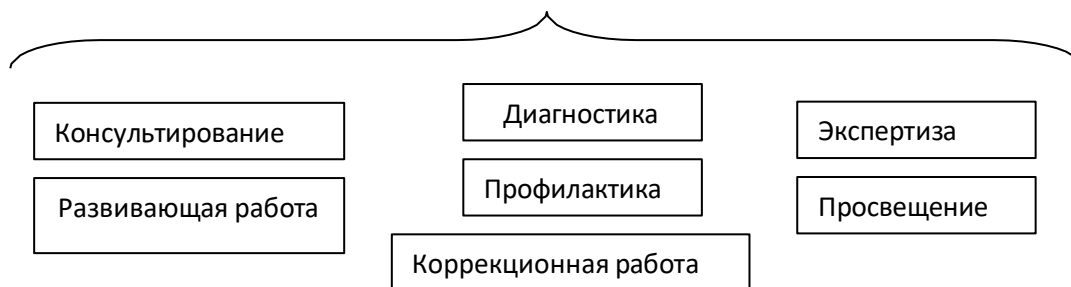 Консультирование
Диагностика
Экспертиза
Развивающая работа
Профилактика
Просвещение
Коррекционная работа